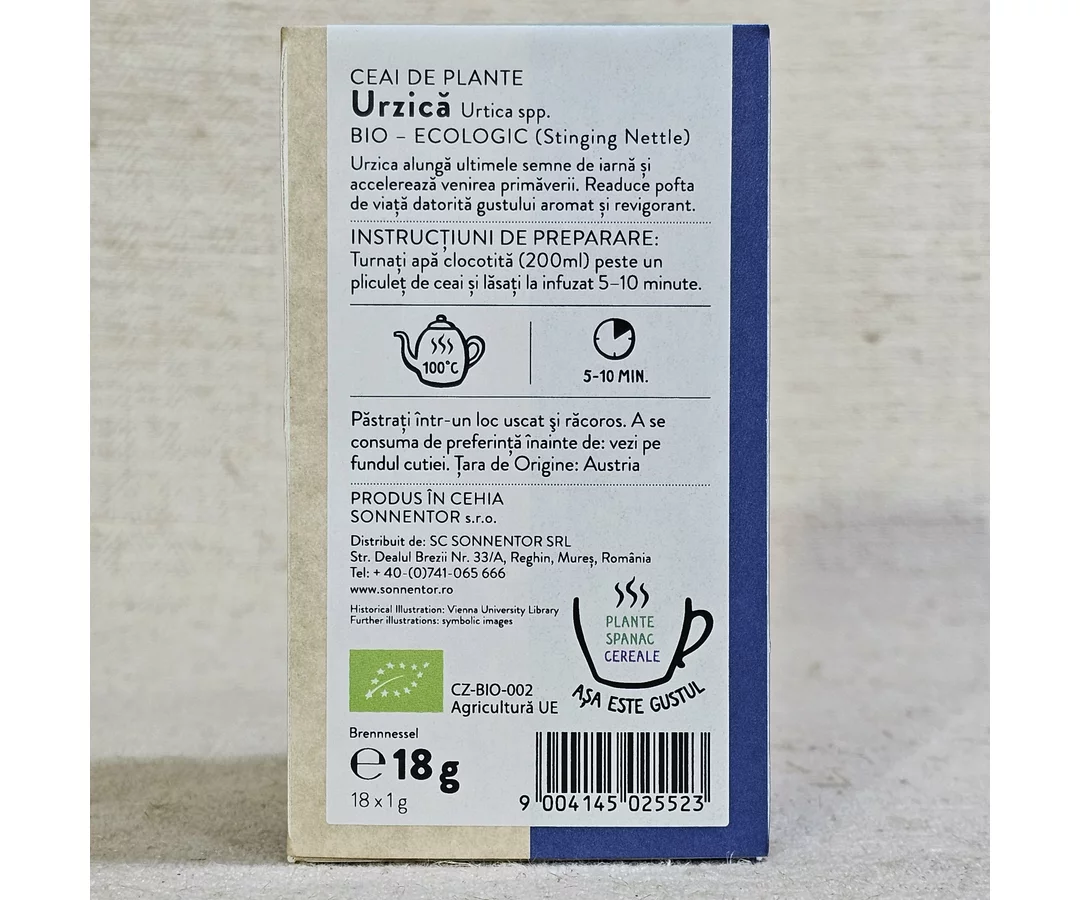 CEAI DE PLANTE
Urzică Urtica spp.
BIO – ECOLOGIC (Stinging Nettle)
Urzica alungă ultimele semne de iarnă și
accelerează venirea primăverii. Readuce pofta
de viață datorită gustului aromat și revigorant.
INSTRUCȚIUNI DE PREPARARE:
Turnați apă clocotită (200ml) peste un
pliculeț de ceai și lăsați la infuzat 5–10 minute.
100°C
5-10 MIN.
Păstrați într-un loc uscat şi răcoros. A se
consuma de preferință înainte de: vezi pe
fundul cutiei. Țara de Origine: Austria
PRODUS ÎN CEHIA
SONNENTOR s.r.o.
Distribuit de: SC SONNENTOR SRL
Str. Dealul Brezii Nr. 33/A, Reghin, Mureș, România
Tel: + 40-(0)741-065 666
www.sonnentor.ro
Historical Illustration: Vienna University Library
Further illustrations: symbolic images
PLANTE
SPANAC
CEREALE
AȘA ESTE GUSTUL
CZ-BIO-002
Agricultură UE
Brennnessel
℮ 18 g
18 x 1 g
9 004145 025523